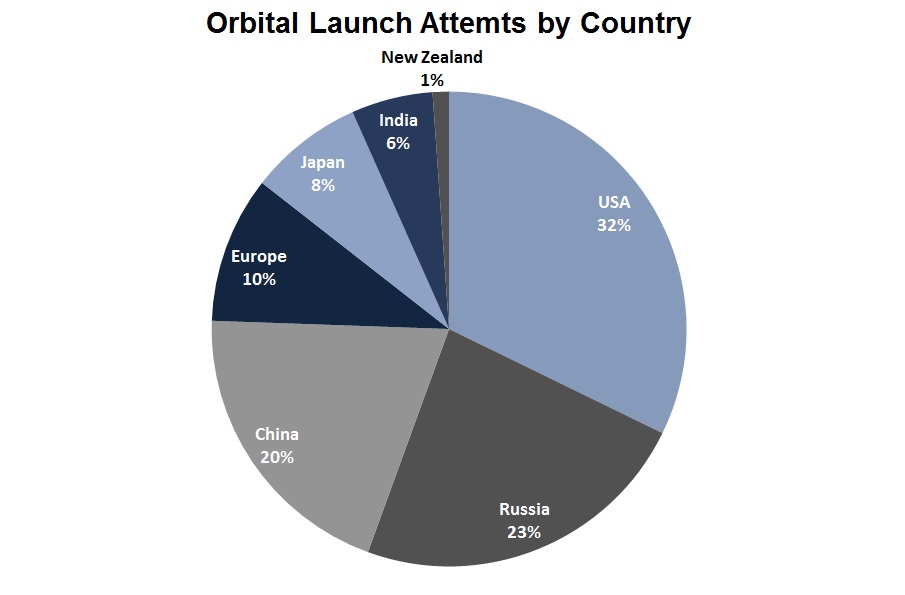 Orbital Launch Attemts by Country
New Zealand
1%
India
6%
Japan
8%
USA
32%
Europe
10%
China
20%
Russia
23%